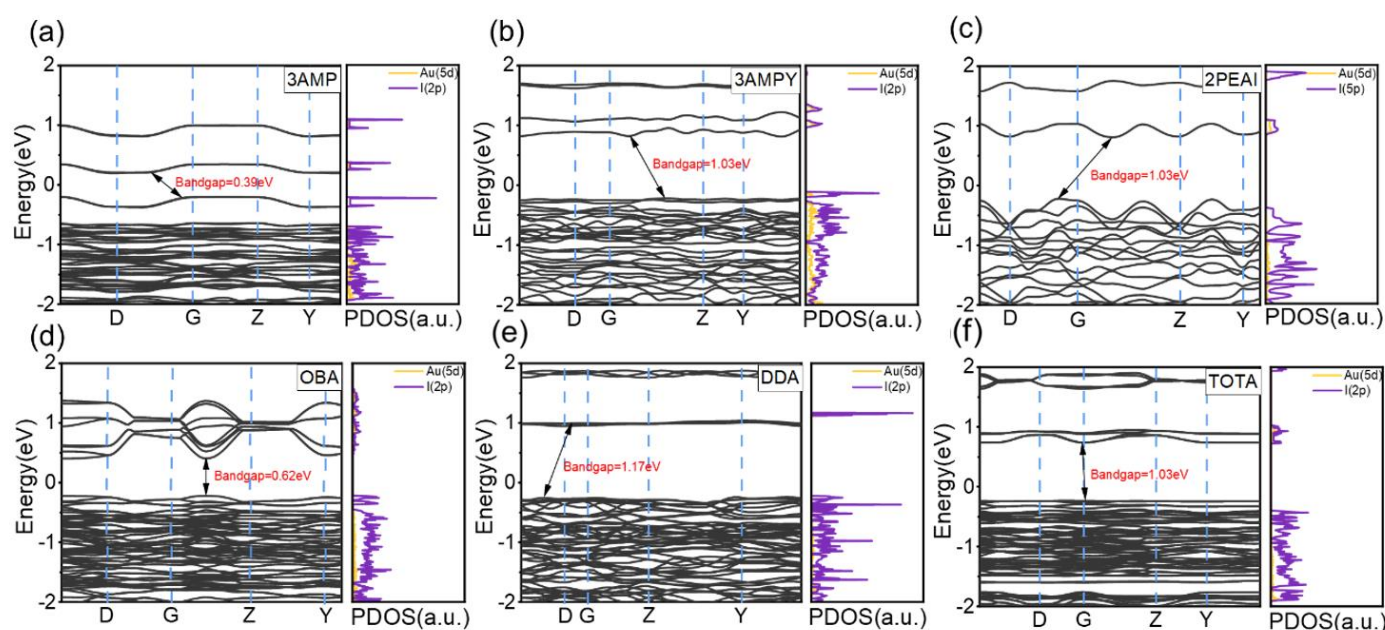 (a)
3AMP
Au(5d)
I(2p)
2
1
0
-1
-2
Energy(eV)
Bandgap=0.39eV
D G Z Y
PDOS(a.u.)
(b)
3AMPY
Au(5d)
I(2p)
2
1
0
-1
-2
Energy(eV)
Bandgap=1.03eV
D G Z Y
PDOS(a.u.)
(c)
2PEAI
Au(5d)
I(5p)
2
1
0
-1
-2
Energy(eV)
Bandgap=1.03eV
D G Z Y
PDOS(a.u.)
(d)
OBA
Au(5d)
I(2p)
2
1
0
-1
-2
Energy(eV)
Bandgap=0.62eV
D G Z Y
PDOS(a.u.)
(e)
DDA
Au(5d)
I(2p)
2
1
0
-1
-2
Energy(eV)
Bandgap=1.17eV
D G Z Y
PDOS(a.u.)
(f)
TOTA
Au(5d)
I(2p)
2
1
0
-1
-2
Energy(eV)
Bandgap=1.03eV
D G Z Y
PDOS(a.u.)